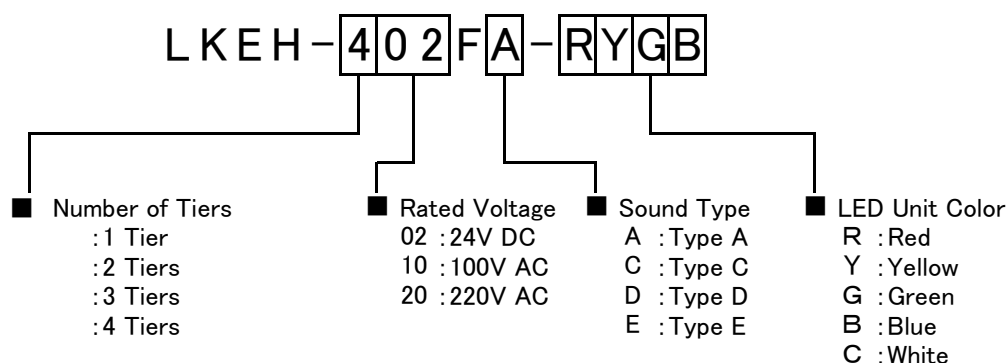 LKEH-402FA-RYGB
■ Number of Tiers
:1 Tier
:2 Tiers
:3 Tiers
:4 Tiers
■ Rated Voltage
02 :24V DC
10 :100V AC
20 :220V AC
■ Sound Type
A :Type A
C :Type C
D :Type D
E :Type E
■ LED Unit Color
R :Red
Y :Yellow
G :Green
B :Blue
C :White